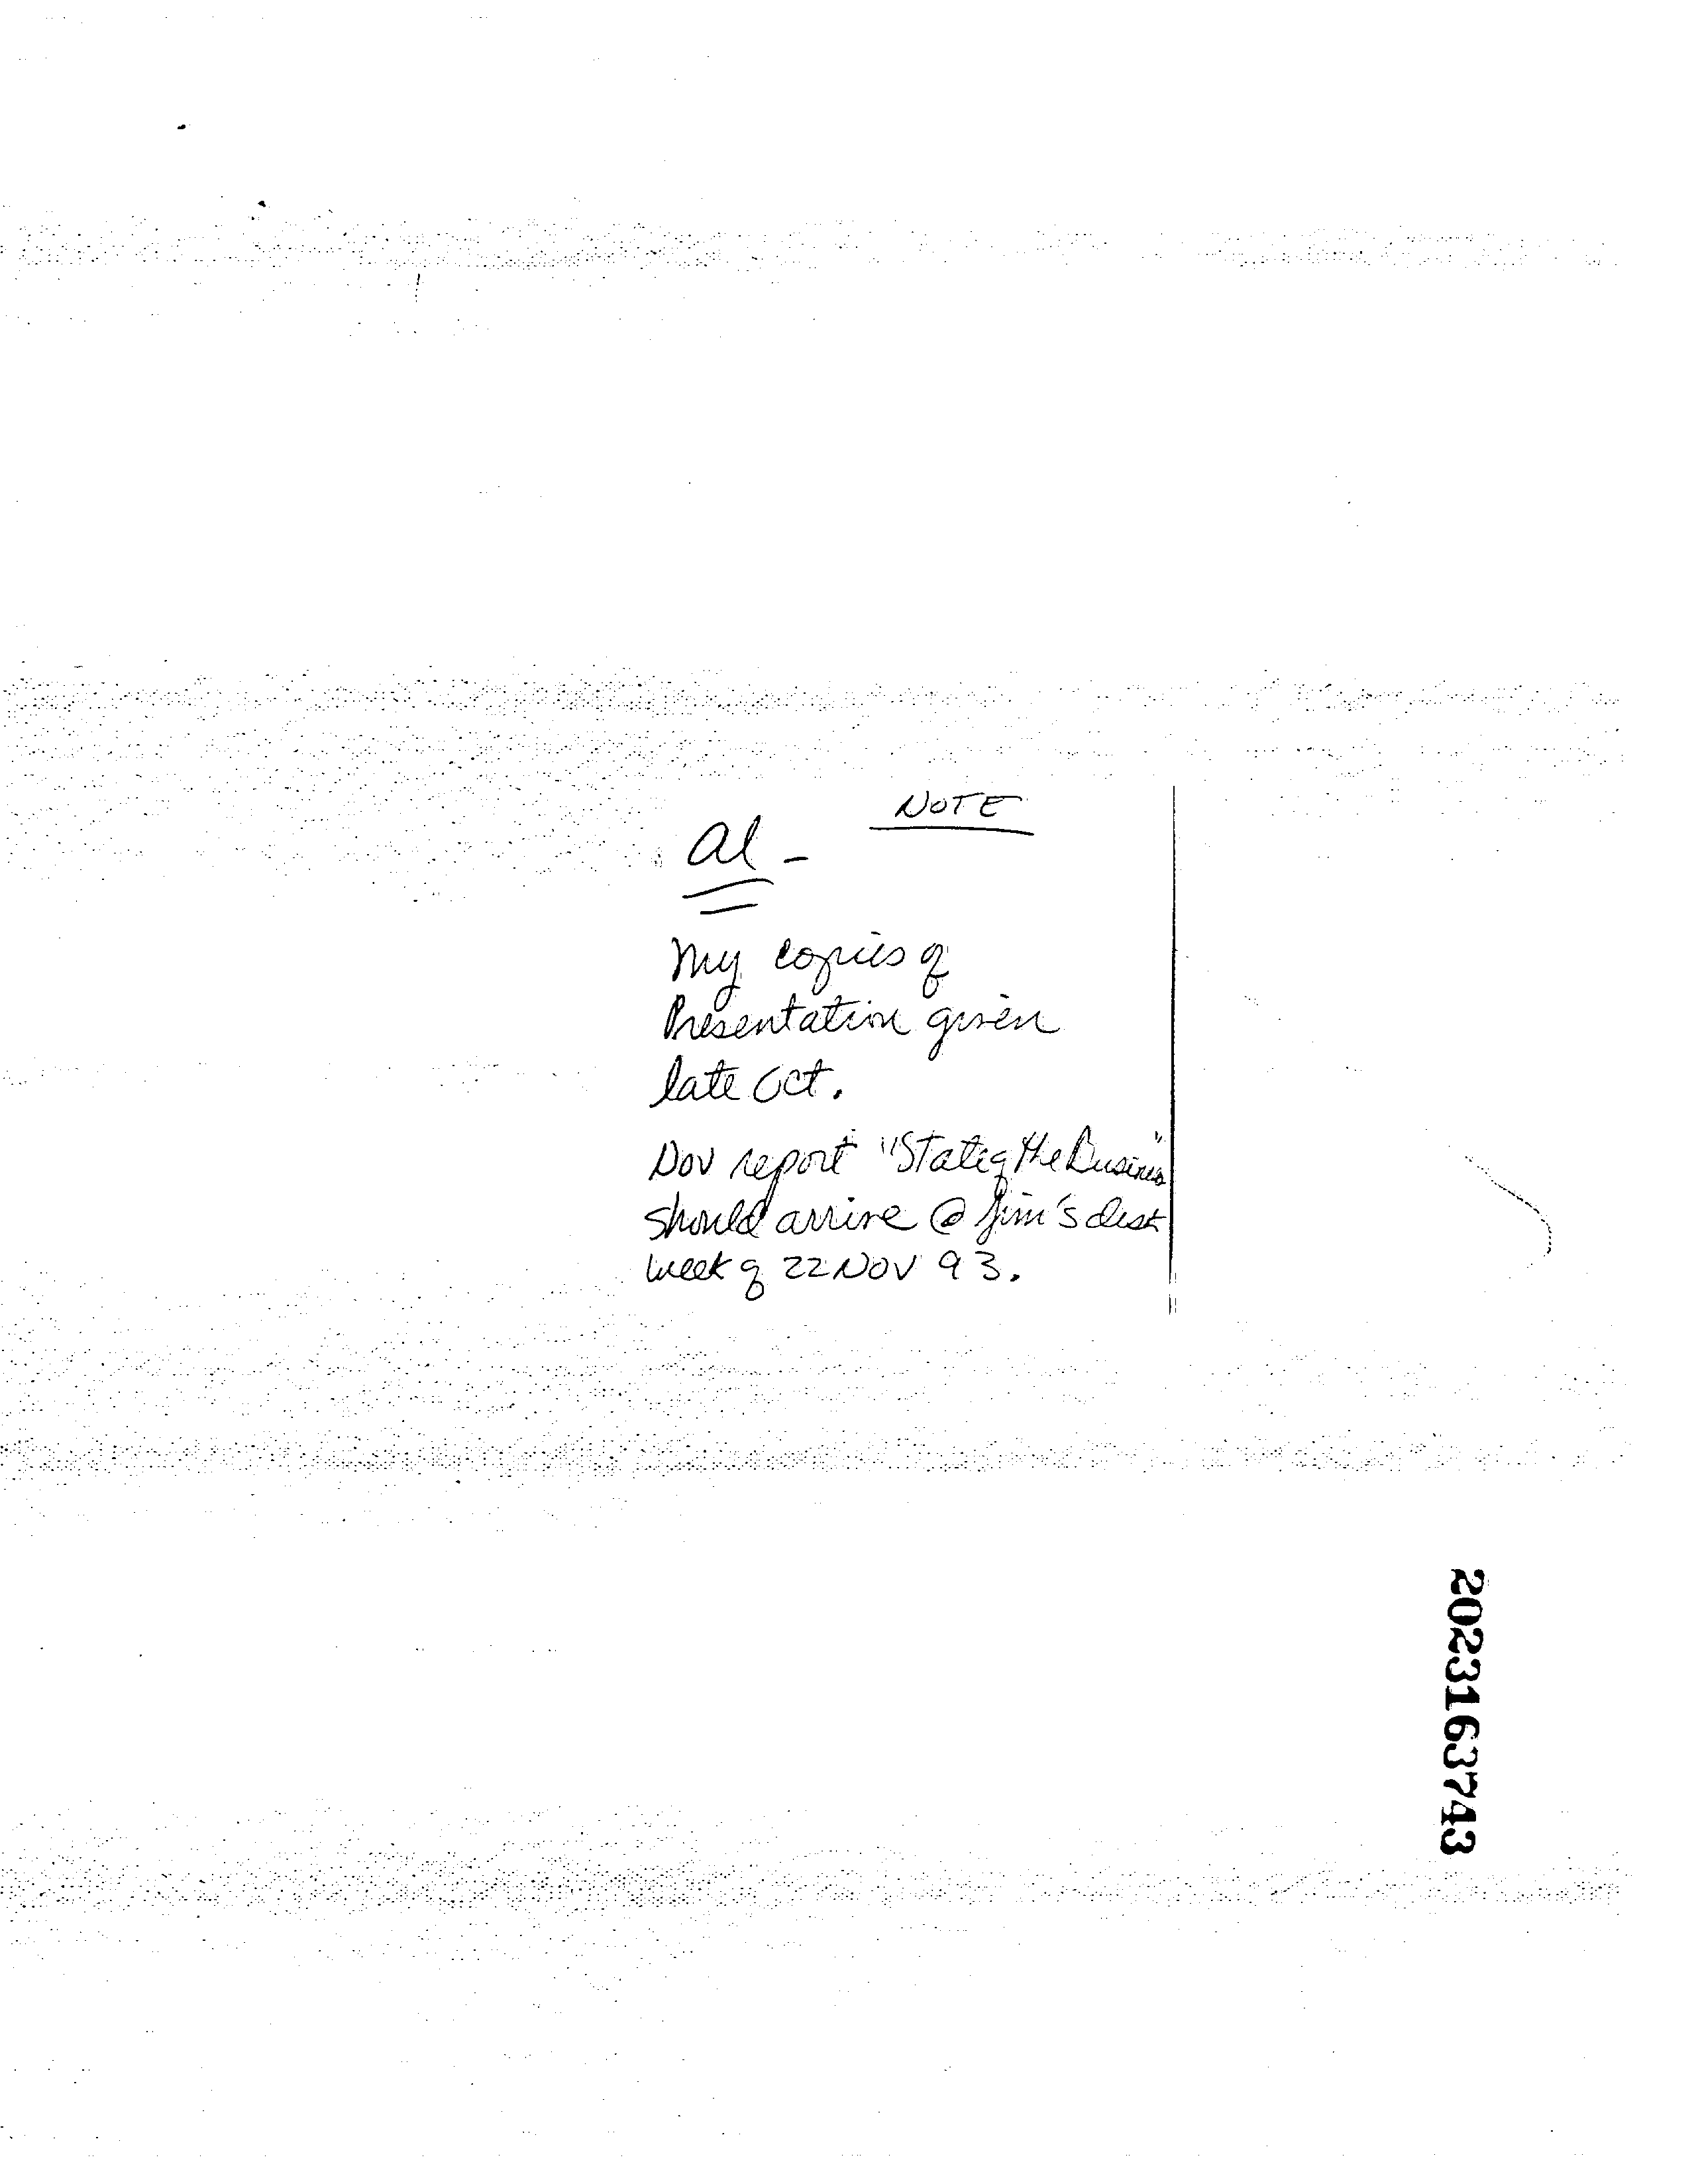 NOTE
Al -
My copies of
Presentation given
late Oct.
Nov report "State of the Business"
should arrive @ Jim's desk
week of 22 NOV 93.
2023163743